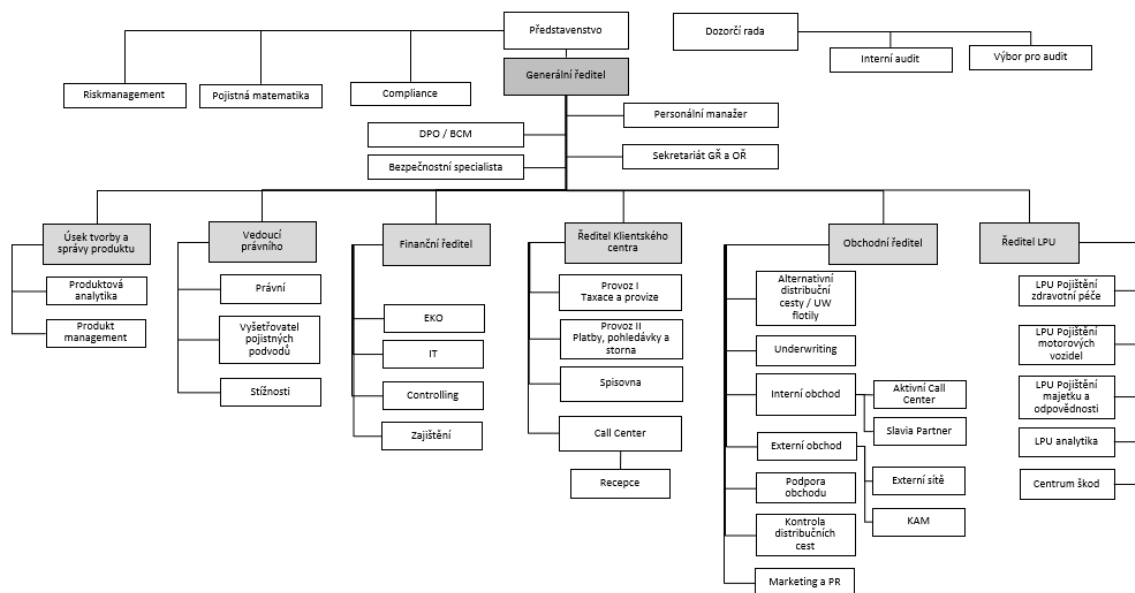 Představenstvo
Dozorčí rada
Interní audit
Výbor pro audit
Generální ředitel
Riskmanagement
Pojistná matematika
Compliance
Personální manažer
DPO / BCM
Sekretariát GŘ a OŘ
Bezpečnostní specialista
Úsek tvorby a
správy produktu
Produktová
analytika
Produkt
management
Vedoucí
právního
Právní
Vyšetřovatel
pojistných
podvodů
Stížnosti
Finanční ředitel
EKO
IT
Controlling
Zajištění
Ředitel Klientského
centra
Provoz I
Taxace a provize
Provoz II
Platby, pohledávky a
storna
Spisovna
Call Center
Recepce
Obchodní ředitel
Alternativní
distribuční
cesty / UW
flotily
Underwriting
Interní obchod
Aktivní Call
Center
Slavia Partner
Externí obchod
Externí sítě
KAM
Podpora
obchodu
Kontrola
distribučních
cest
Marketing a PR
Ředitel LPU
LPU Pojištění
zdravotní péče
LPU Pojištění
motorových
vozidel
LPU Pojištění
majetku a
odpovědnosti
LPU analytika
Centrum škod